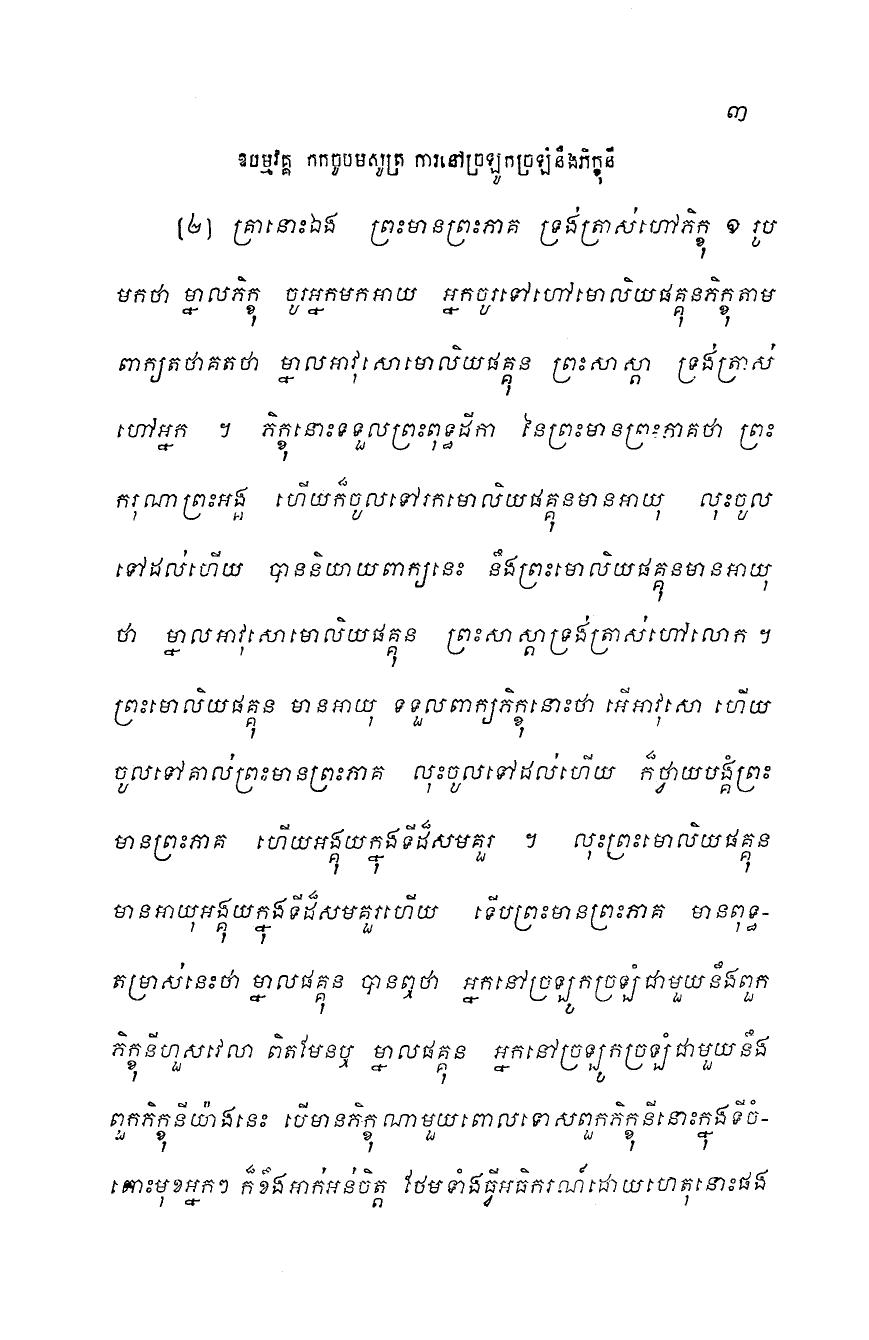 ៣
ឧបម្មវគ្គ កកចូបមសូត្រ ការនៅច្រឡូកច្រឡំនឹងភិក្ខុនី
[២] គ្រានោះឯង ព្រះមានព្រះភាគ ទ្រង់ត្រាស់ហៅភិក្ខុ ១ រូប
មកថា ម្នាលភិក្ខុ ចូរអ្នកមកអាយ អ្នកចូរទៅហៅមោលិយផគ្គុនភិក្ខុតាម
ពាក្យតថាគតថា ម្នាលអាវុសោមោលិយផគ្គុន ព្រះសាស្តា ទ្រង់ត្រាស់
ហៅអ្នក ។ ភិក្ខុនោះទទួលព្រះពុទ្ធដីកា នៃព្រះមានព្រះភាគថា ព្រះ
ករុណាព្រះអង្គ ហើយក៏ចូលទៅរកមោលិយផគ្គុនមានអាយុ លុះចូល
ទៅដល់ហើយ បាននិយាយពាក្យនេះ នឹងព្រះមោលិយផគ្គុនមានអាយុ
ថា ម្នាលអាវុសោមោលិយផគ្គុន ព្រះសាស្តាទ្រង់ត្រាស់ហៅលោក ។
ព្រះមោលិយផគ្គុន មានអាយុ ទទួលពាក្យភិក្ខុនោះថា អើអាវុសោ ហើយ
ចូលទៅគាល់ព្រះមានព្រះភាគ លុះចូលទៅដល់ហើយ ក៏ថ្វាយបង្គំព្រះ
មានព្រះភាគ ហើយអង្គុយក្នុងទីដ៏សមគួរ ។ លុះព្រះមោលិយផគ្គុន
មានអាយុអង្គុយក្នុងទីដ៏សមគួរហើយ ទើបព្រះមានព្រះភាគ មានពុទ្ធ-
តម្រាស់នេះថា ម្នាលផគ្គុន បានឮថា អ្នកនៅច្រឡូកច្រឡំជាមួយនឹងពួក
ភិក្ខុនីហួសវេលា ពិតមែនឬ ម្នាលផគ្គុន អ្នកនៅច្រឡូកច្រឡំជាមួយនឹង
ពួកភិក្ខុនីយ៉ាងនេះ បើមានភិក្ខុណាមួយពោលទោសពួកភិក្ខុនីនោះក្នុងទីចំ-
ពោះមុខអ្នកៗ ក៏ខឹងអាក់អន់ចិត្ត ថែមទាំងធ្វើអធិករណ៍ដោយហេតុនោះផង